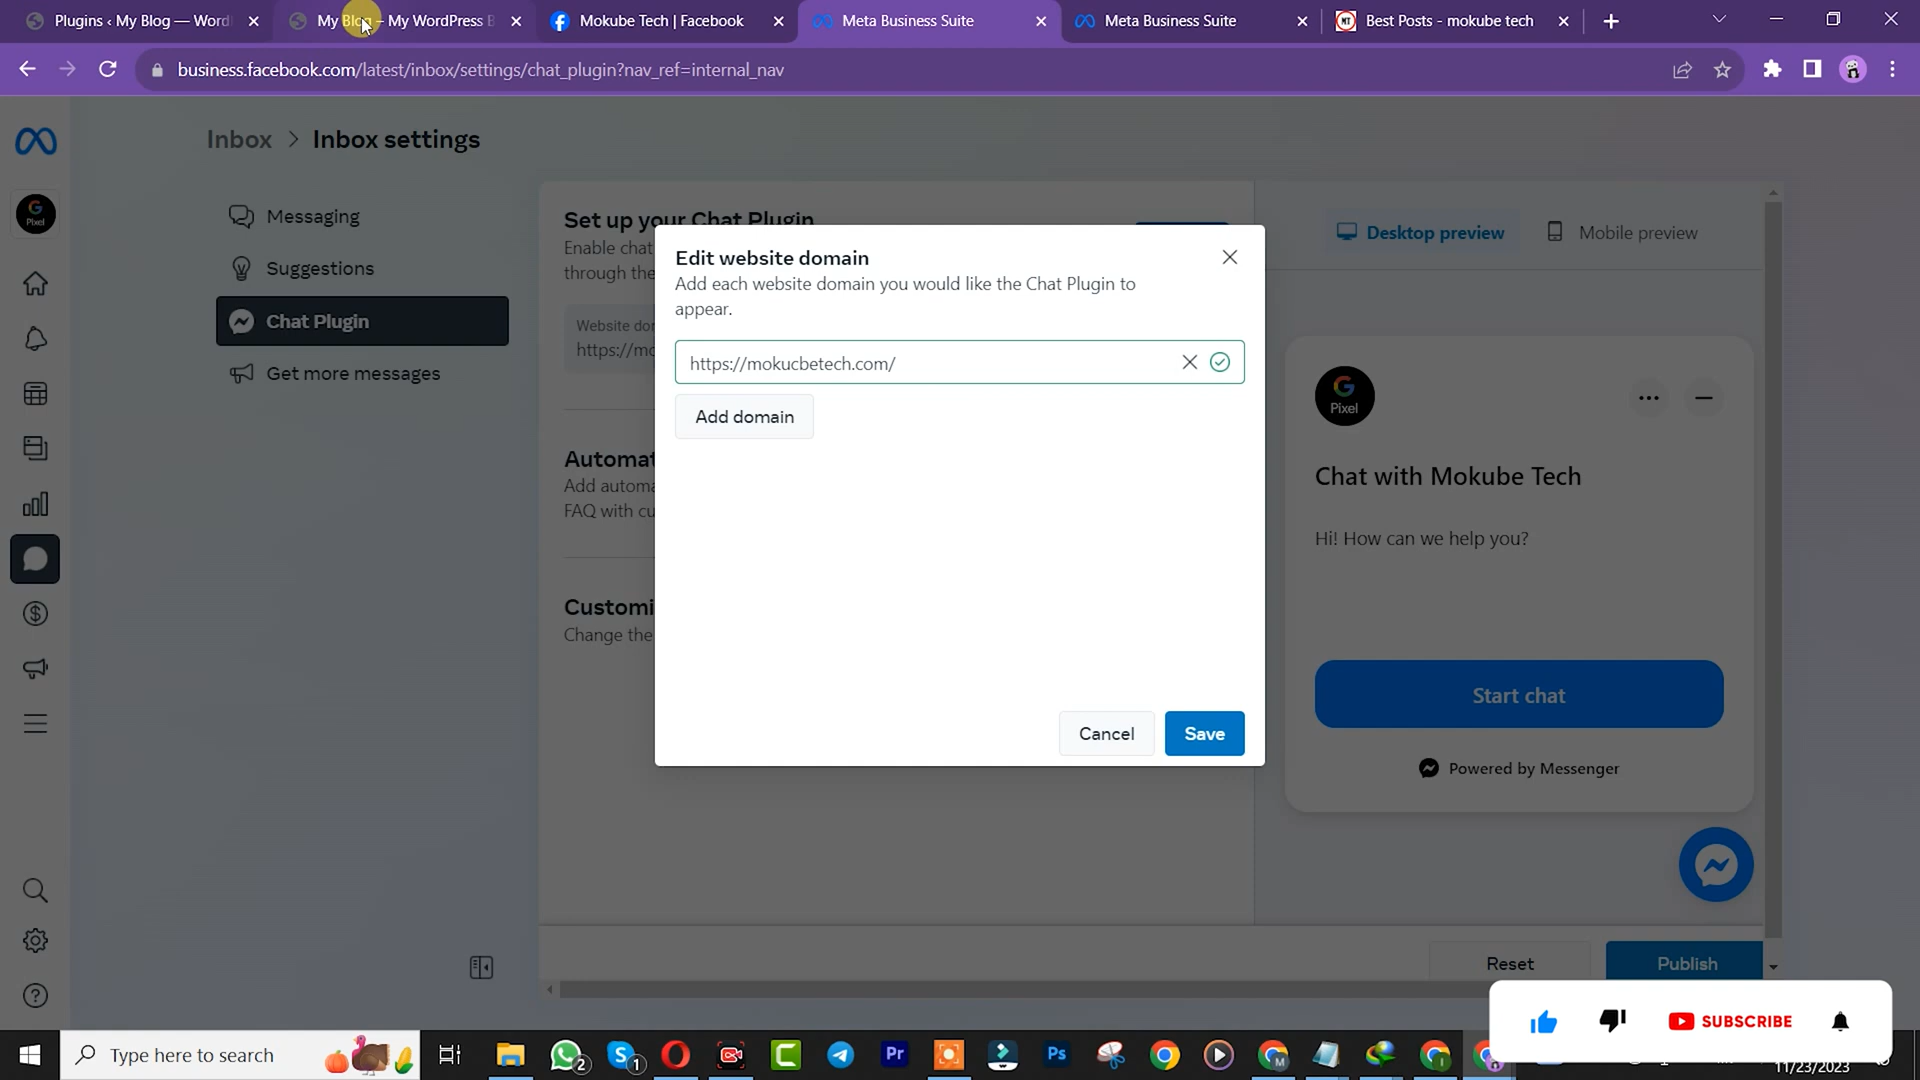 Plugins ‹ My Blog — Word
My Blog – My WordPress B
Mokube Tech | Facebook
Meta Business Suite
Meta Business Suite
Best Posts - mokube tech
business.facebook.com/latest/inbox/settings/chat_plugin?nav_ref=internal_nav
Inbox > Inbox settings
G
Pixel
Messaging
Suggestions
Chat Plugin
Get more messages
Set up your Chat Plugin
Enable chat
through the
Website dom
https://mo
Automat
Add automa
FAQ with cu
Customi
Change the
Edit website domain
Add each website domain you would like the Chat Plugin to
appear.
https://mokucbetech.com/
Add domain
Cancel
Save
Desktop preview
Mobile preview
G
Pixel
Chat with Mokube Tech
Hi! How can we help you?
Start chat
Powered by Messenger
Reset
Publish
SUBSCRIBE
Type here to search
2
1
Pr
Ps
M
I
11/23/2023